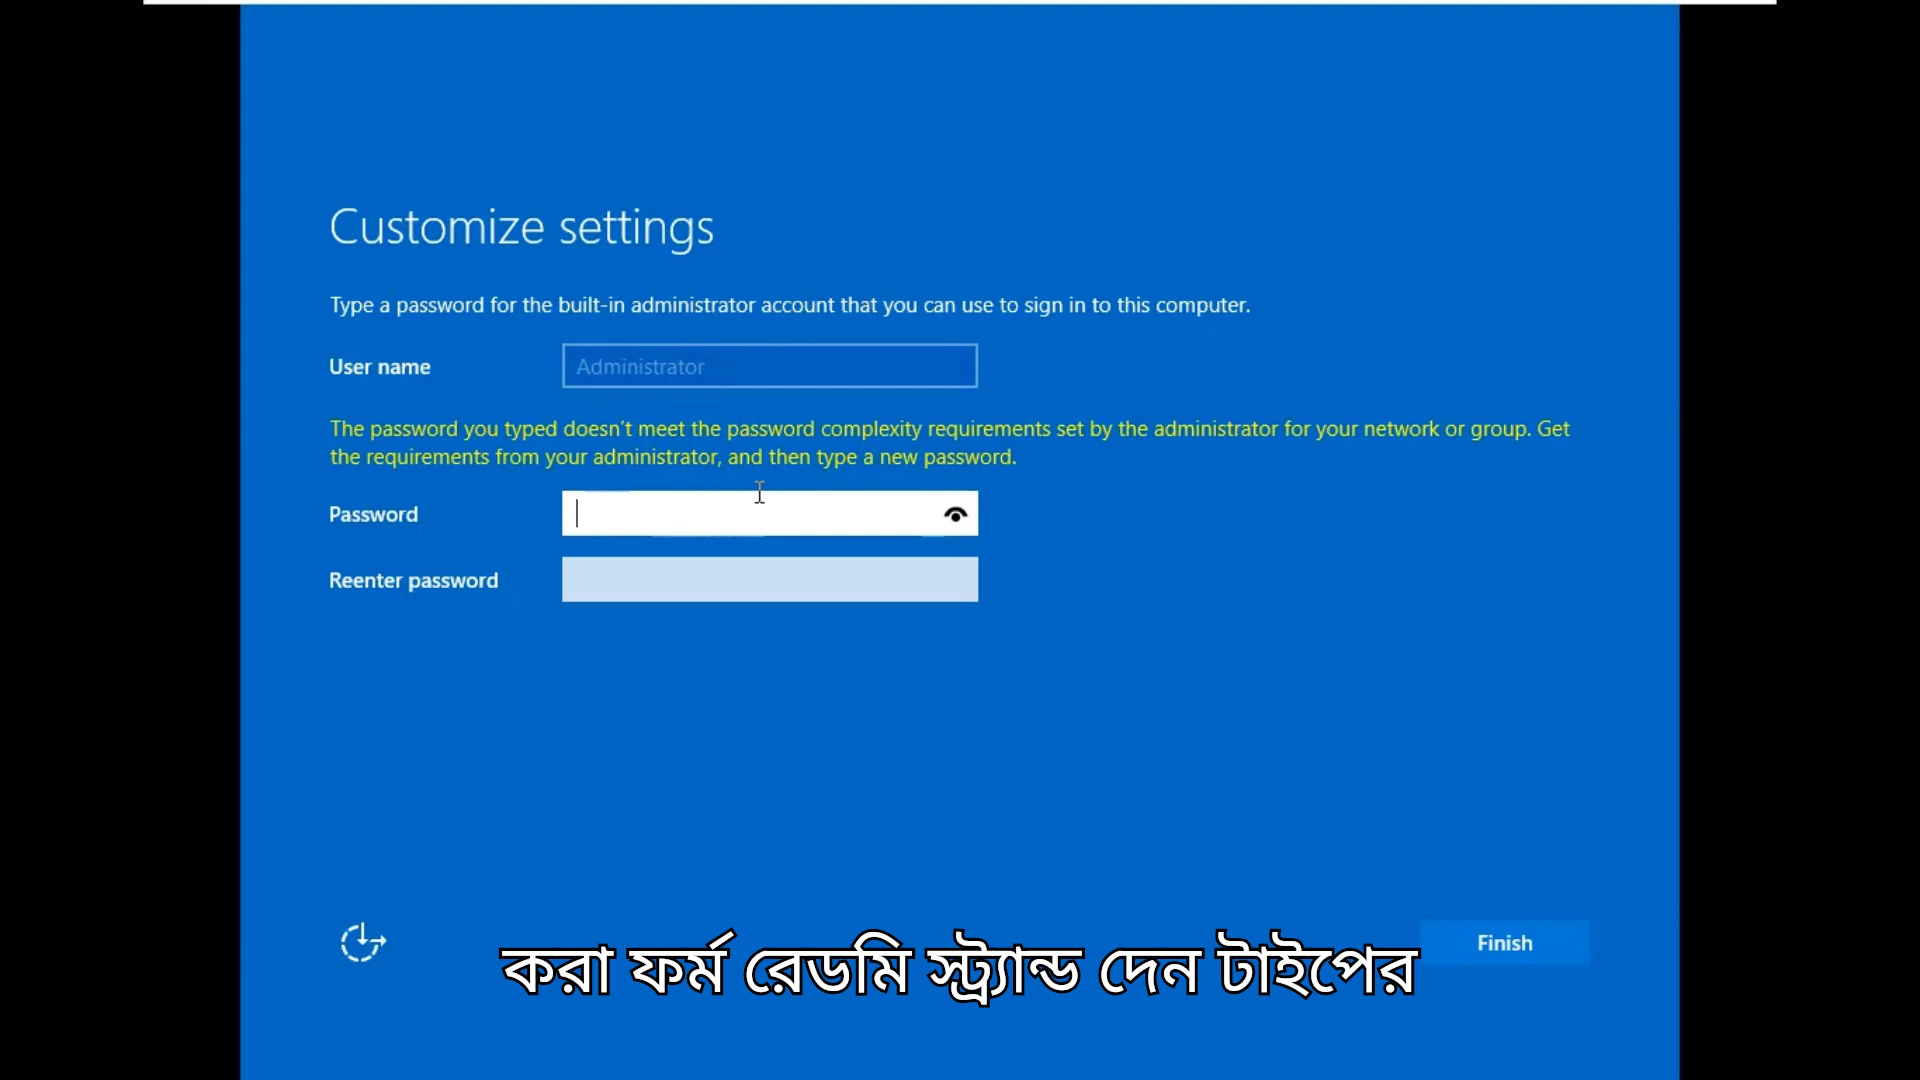 Customize settings
Type a password for the built-in administrator account that you can use to sign in to this computer.
User name
Administrator
The password you typed doesn't meet the password complexity requirements set by the administrator for your network or group. Get
the requirements from your administrator, and then type a new password.
Password
Reenter password
Finish
করা ফর্ম রেডমি স্ট্র্যান্ড দেন টাইপের